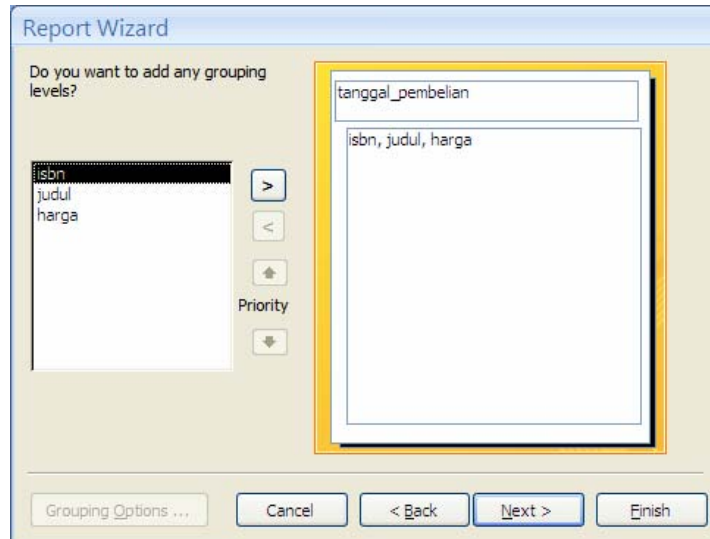 Report Wizard
Do you want to add any grouping
levels?
isbn
judul
harga
>
<
Priority
tanggal_pembelian
isbn, judul, harga
Grouping Options ...
Cancel
< Back
Next >
Finish